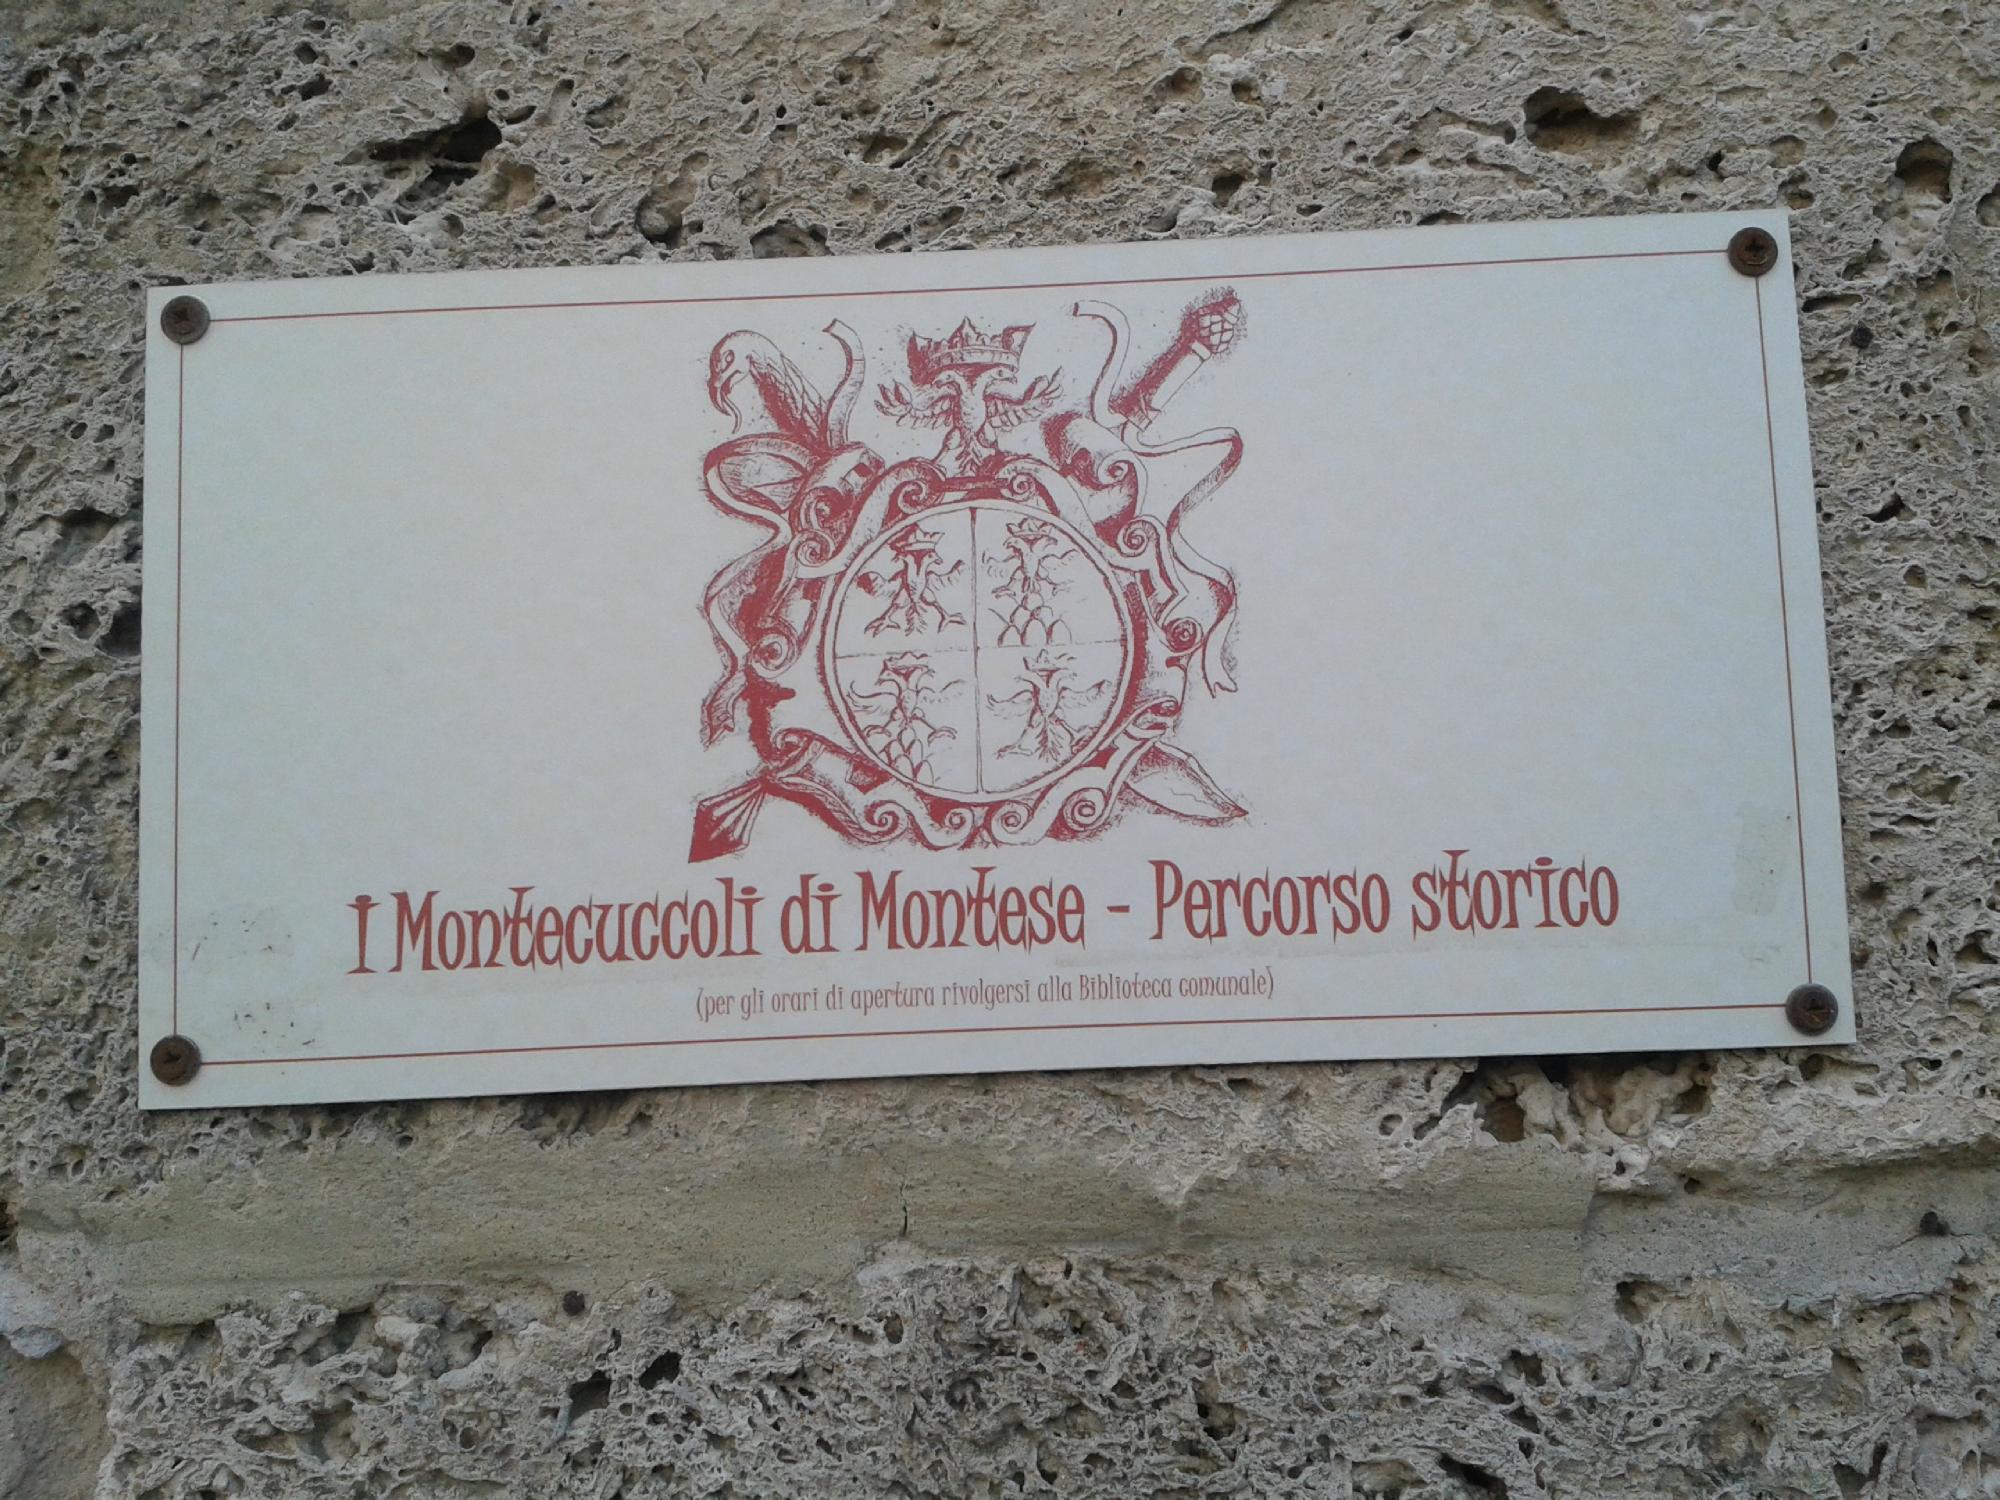 I Montecuccoli di Montese - Percorso storico
(per gli orari di apertura rivolgersi alla Biblioteca comunale)